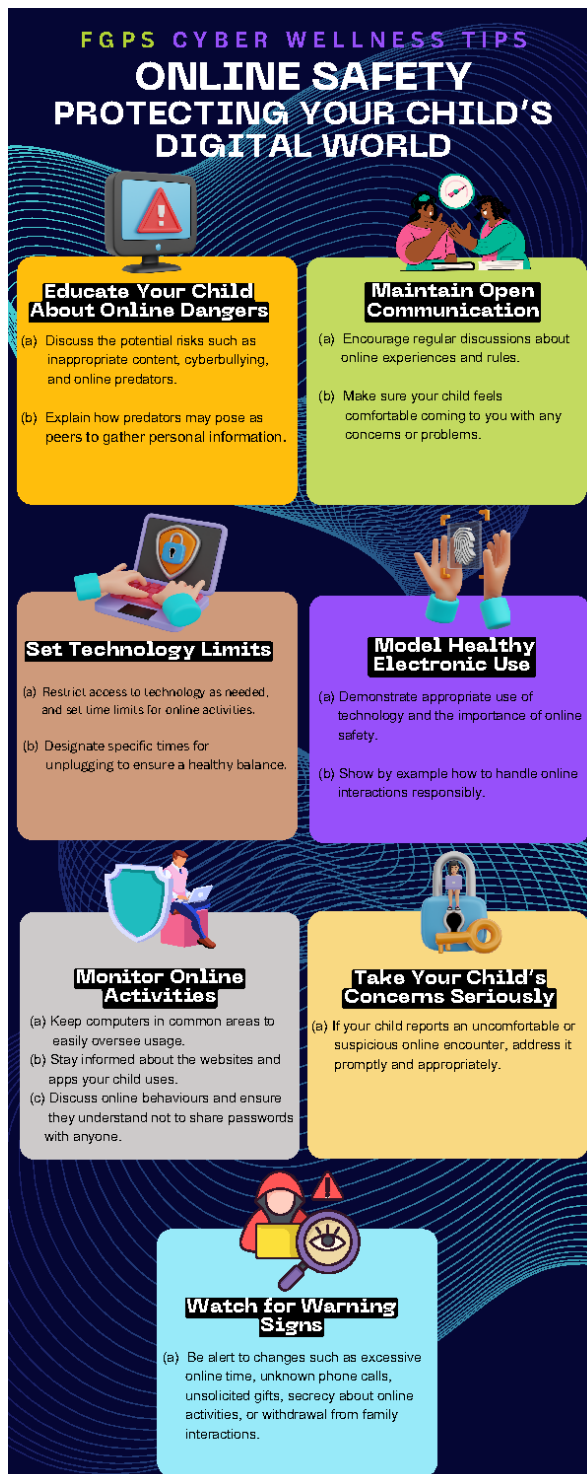 FGPS CYBER WELLNESS TIPS
ONLINE SAFETY
PROTECTING YOUR CHILD'S
DIGITAL WORLD
Educate Your Child
About Online Dangers
(a) Discuss the potential risks such as
inappropriate content, cyberbullying,
and online predators.
(b) Explain how predators may pose as
peers to gather personal information.
Maintain Open
Communication
(a) Encourage regular discussions about
online experiences and rules.
(b) Make sure your child feels
comfortable coming to you with any
concerns or problems.
Set Technology Limits
(a) Restrict access to technology as needed,
and set time limits for online activities.
(b) Designate specific times for
unplugging to ensure a healthy balance.
Model Healthy
Electronic Use
(a) Demonstrate appropriate use of
technology and the importance of online
safety.
(b) Show by example how to handle online
interactions responsibly.
Monitor Online
Activities
(a) Keep computers in common areas to
easily oversee usage.
(b) Stay informed about the websites and
apps your child uses.
(c) Discuss online behaviours and ensure
they understand not to share passwords
with anyone.
Take Your Child's
Concerns Seriously
(a) If your child reports an uncomfortable or
suspicious online encounter, address it
promptly and appropriately.
Watch for Warning
Signs
(a) Be alert to changes such as excessive
online time, unknown phone calls,
unsolicited gifts, secrecy about online
activities, or withdrawal from family
interactions.